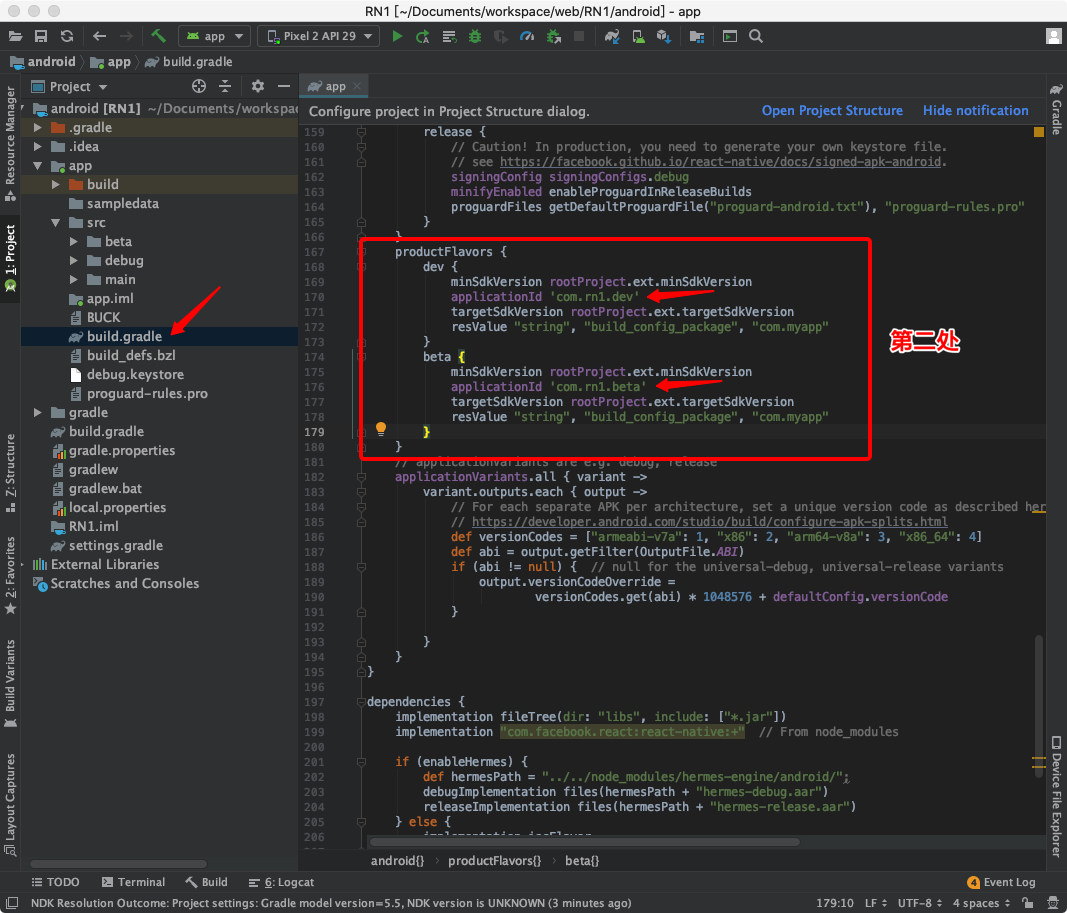 RN1 [~/Documents/workspace/web/RN1/android] - app
app
Pixel 2 API 29
android
app
build.gradle
Project
app
Configure project in Project Structure dialog.
Open Project Structure
Hide notification
Resource Manager
1: Project
Z: Structure
2: Favorites
Build Variants
Layout Captures
android [RN1] ~/Documents/workspac
.gradle
.idea
app
build
sampledata
src
beta
debug
main
app.iml
BUCK
build.gradle
build_defs.bzl
debug.keystore
proguard-rules.pro
gradle
build.gradle
gradle.properties
gradlew
gradlew.bat
local.properties
RN1.iml
settings.gradle
External Libraries
Scratches and Consoles
159 release {
160 // Caution! In production, you need to generate your own keystore file.
161 // see https://facebook.github.io/react-native/docs/signed-apk-android.
162 signingConfig signingConfigs.debug
163 minifyEnabled enableProguardInReleaseBuilds
164 proguardFiles getDefaultProguardFile("proguard-android.txt"), "proguard-rules.pro"
165 }
166 }
167 productFlavors {
168 dev {
169 minSdkVersion rootProject.ext.minSdkVersion
170 applicationId 'com.rn1.dev'
171 targetSdkVersion rootProject.ext.targetSdkVersion
172 resValue "string", "build_config_package", "com.myapp"
173 }
174 beta {
175 minSdkVersion rootProject.ext.minSdkVersion
176 applicationId 'com.rn1.beta'
177 targetSdkVersion rootProject.ext.targetSdkVersion
178 resValue "string", "build_config_package", "com.myapp"
179 }
180 }
第二处
181 // applicationVariants are e.g. debug, release
182 applicationVariants.all { variant ->
183 variant.outputs.each { output ->
184 // For each separate APK per architecture, set a unique version code as described her
185 // https://developer.android.com/studio/build/configure-apk-splits.html
186 def versionCodes = ["armeabi-v7a": 1, "x86": 2, "arm64-v8a": 3, "x86_64": 4]
187 def abi = output.getFilter(OutputFile.ABI)
188 if (abi != null) { // null for the universal-debug, universal-release variants
189 output.versionCodeOverride =
190 versionCodes.get(abi) * 1048576 + defaultConfig.versionCode
191 }
192
193 }
194 }
195 }
196
197 dependencies {
198 implementation fileTree(dir: "libs", include: ["*.jar"])
199 implementation "com.facebook.react:react-native:+" // From node_modules
200
201 if (enableHermes) {
202 def hermesPath = "../../node_modules/hermes-engine/android/";
203 debugImplementation files(hermesPath + "hermes-debug.aar")
204 releaseImplementation files(hermesPath + "hermes-release.aar")
205 } else {
206 implementation jscFlavor
Gradle
Device File Explorer
android{} › productFlavors{} › beta{}
TODO
Terminal
Build
6: Logcat
4 Event Log
NDK Resolution Outcome: Project settings: Gradle model version=5.5, NDK version is UNKNOWN (3 minutes ago)
179:10 LF UTF-8 4 spaces